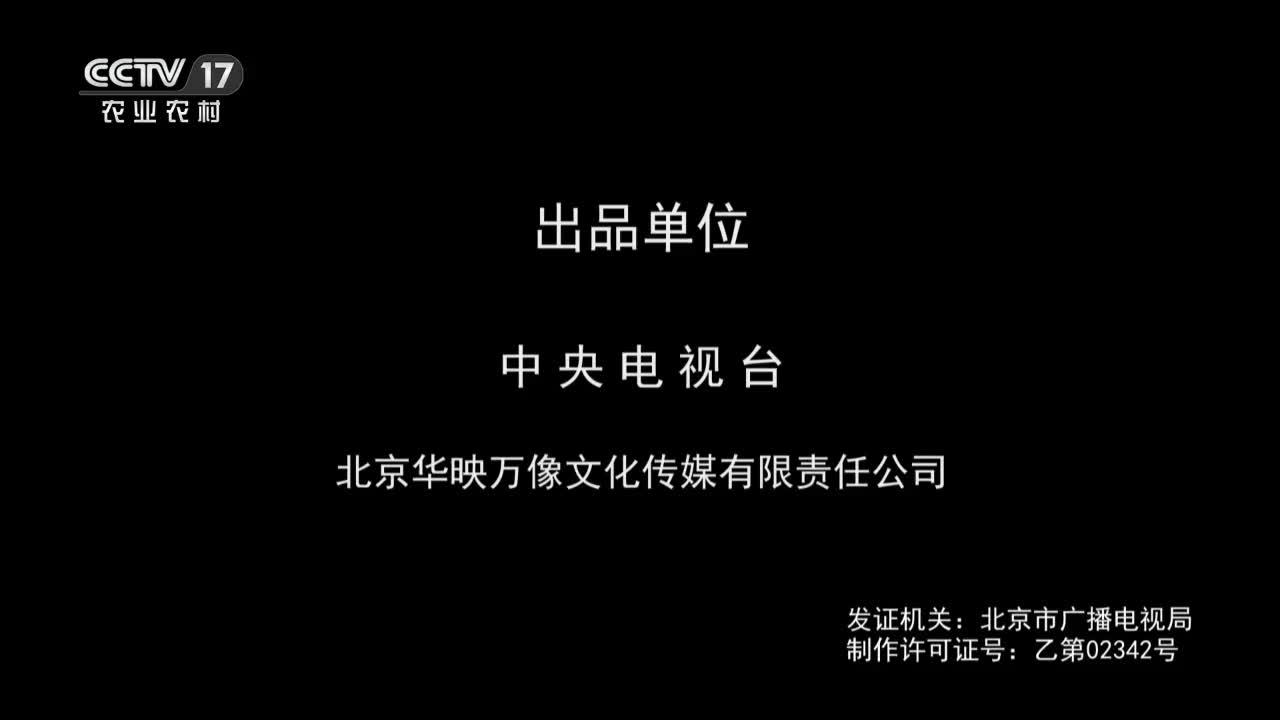 CCTV 17
农业农村
出品单位
中央电视台
北京华映万像文化传媒有限责任公司
发证机关：北京市广播电视局
制作许可证号：乙第02342号